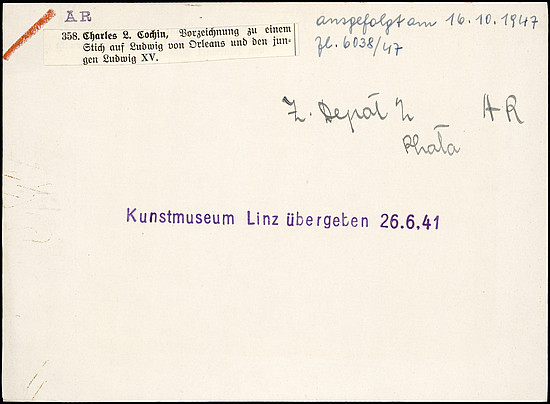 AR
ausgefolgt am 16.10.1947
Zl. 6038/47
358. Charles L. Cochin, Vorzeichnung zu einem
Stich auf Ludwig von Orleans und den jun-
gen Ludwig XV.
Z. Depot AR
Kunstmuseum Linz übergeben 26.6.41